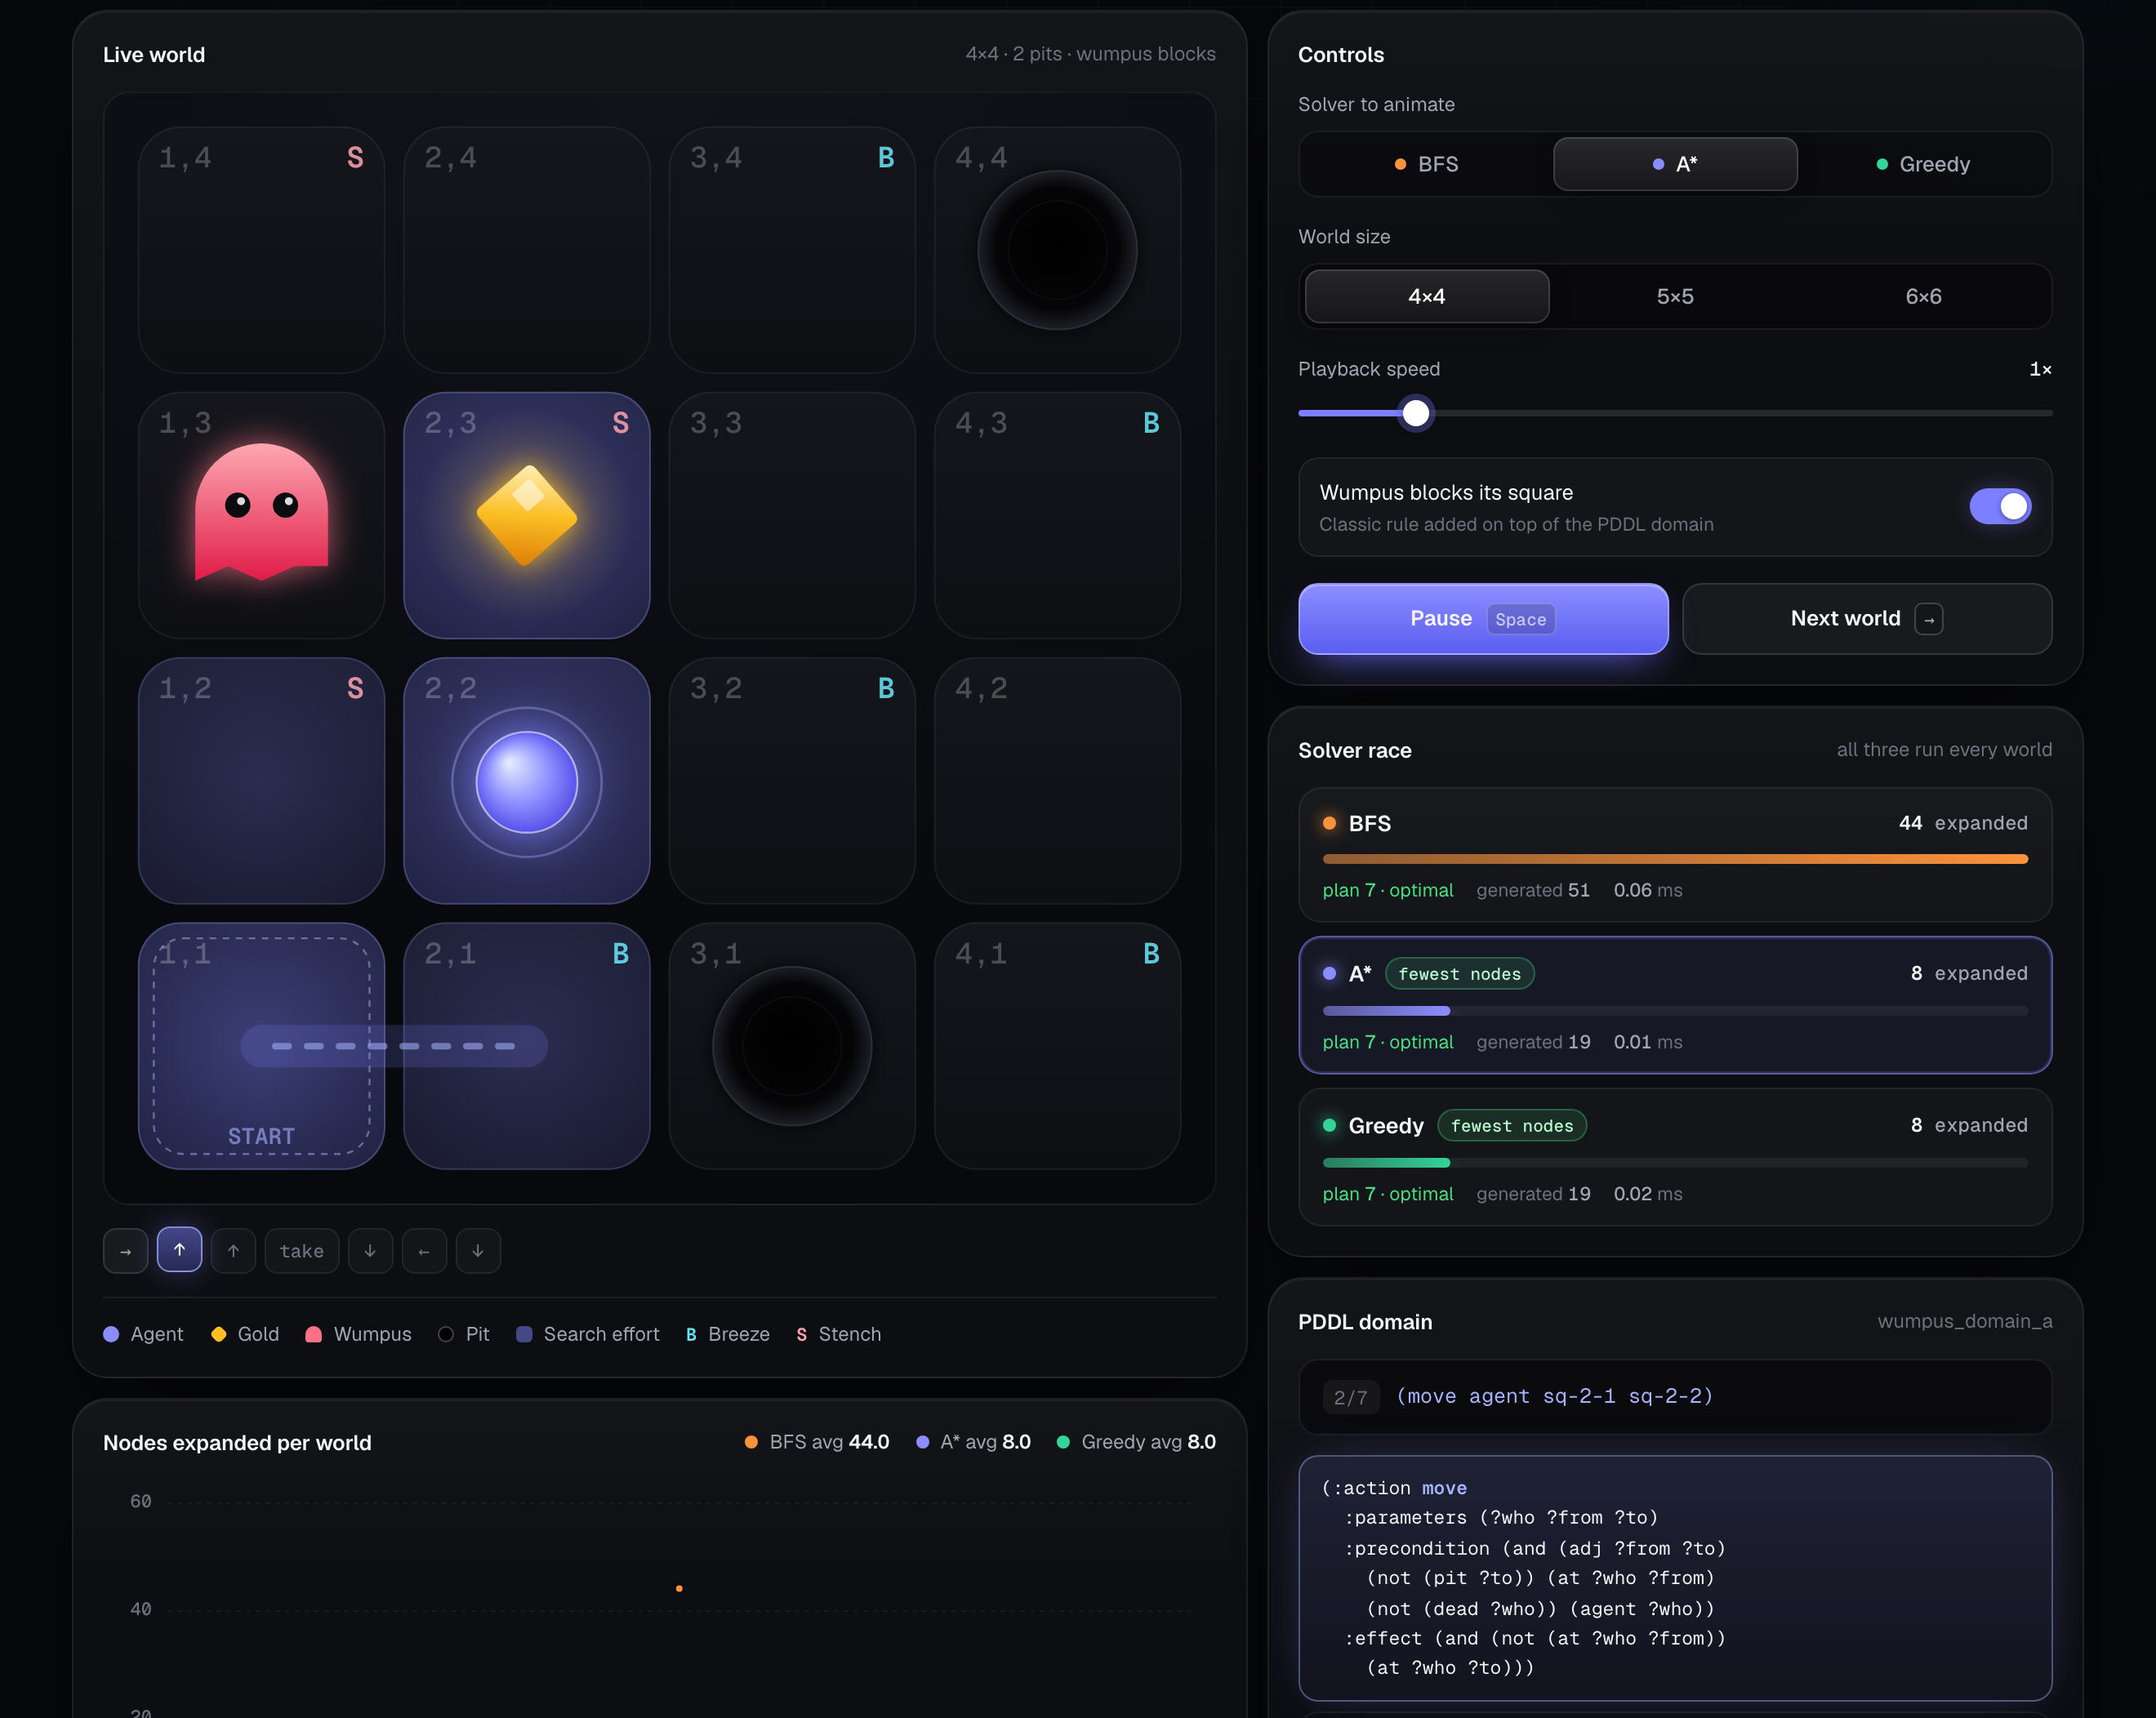 Live world
4×4 · 2 pits · wumpus blocks
1,4 S
2,4
3,4 B
4,4
1,3
2,3 S
3,3
4,3 B
1,2 S
2,2
3,2 B
4,2
1,1
2,1 B
3,1
4,1 B
START
→ ↑ ↑ take ↓ ← ↓
Agent Gold Wumpus Pit Search effort B Breeze S Stench
Nodes expanded per world
BFS avg 44.0 A* avg 8.0 Greedy avg 8.0
60
40
20
Controls
Solver to animate
BFS A* Greedy
World size
4×4 5×5 6×6
Playback speed 1×
Wumpus blocks its square
Classic rule added on top of the PDDL domain
Pause Space
Next world →
Solver race
all three run every world
BFS 44 expanded
plan 7 · optimal generated 51 0.06 ms
A* fewest nodes 8 expanded
plan 7 · optimal generated 19 0.01 ms
Greedy fewest nodes 8 expanded
plan 7 · optimal generated 19 0.02 ms
PDDL domain
wumpus_domain_a
2/7 (move agent sq-2-1 sq-2-2)
(:action move
:parameters (?who ?from ?to)
:precondition (and (adj ?from ?to)
(not (pit ?to)) (at ?who ?from)
(not (dead ?who)) (agent ?who))
:effect (and (not (at ?who ?from))
(at ?who ?to)))